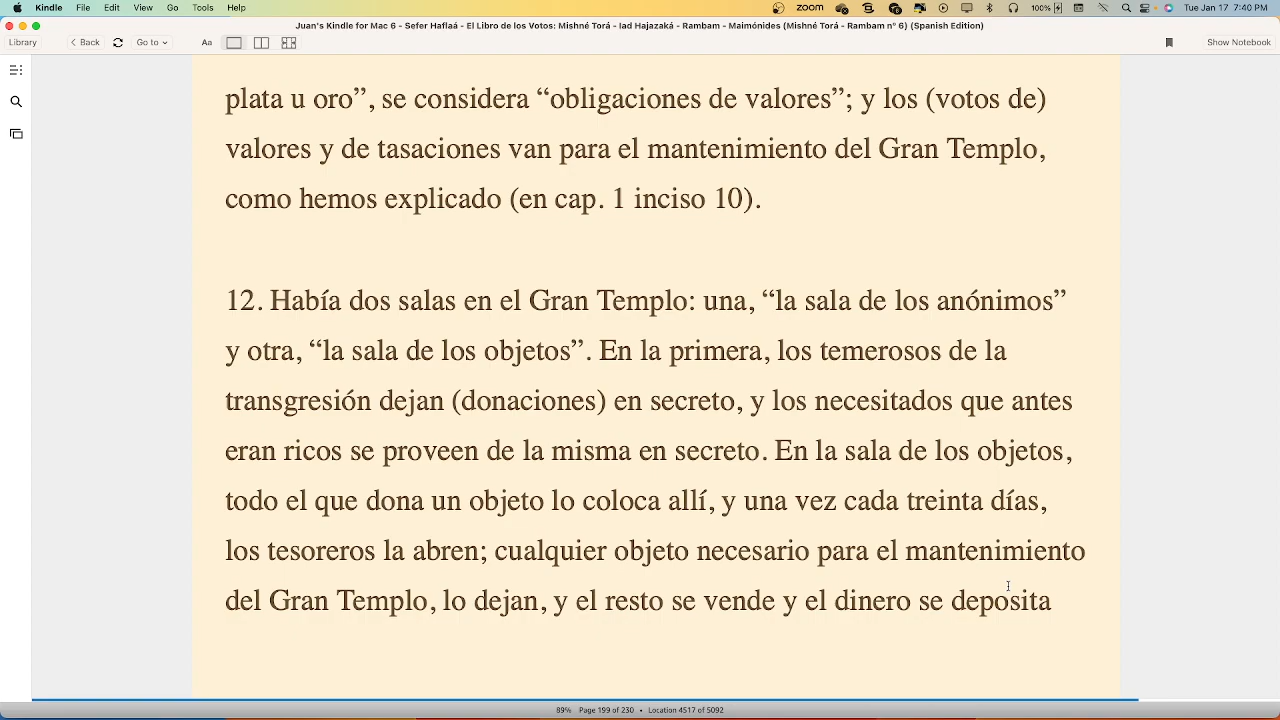 Kindle File Edit View Go Tools Help zoom 100% Tue Jan 17 7:40 PM
Juan's Kindle for Mac 6 - Sefer Haflaá - El Libro de los Votos: Mishné Torá - Iad Hajazaká - Rambam - Maimónides (Mishné Torá - Rambam nº 6) (Spanish Edition)
Library Back Go to Aa Show Notebook
plata u oro”, se considera “obligaciones de valores”; y los (votos de)
valores y de tasaciones van para el mantenimiento del Gran Templo,
como hemos explicado (en cap. 1 inciso 10).
12. Había dos salas en el Gran Templo: una, “la sala de los anónimos”
y otra, “la sala de los objetos”. En la primera, los temerosos de la
transgresión dejan (donaciones) en secreto, y los necesitados que antes
eran ricos se proveen de la misma en secreto. En la sala de los objetos,
todo el que dona un objeto lo coloca allí, y una vez cada treinta días,
los tesoreros la abren; cualquier objeto necesario para el mantenimiento
del Gran Templo, lo dejan, y el resto se vende y el dinero se deposita
89% Page 199 of 230 • Location 4517 of 5092